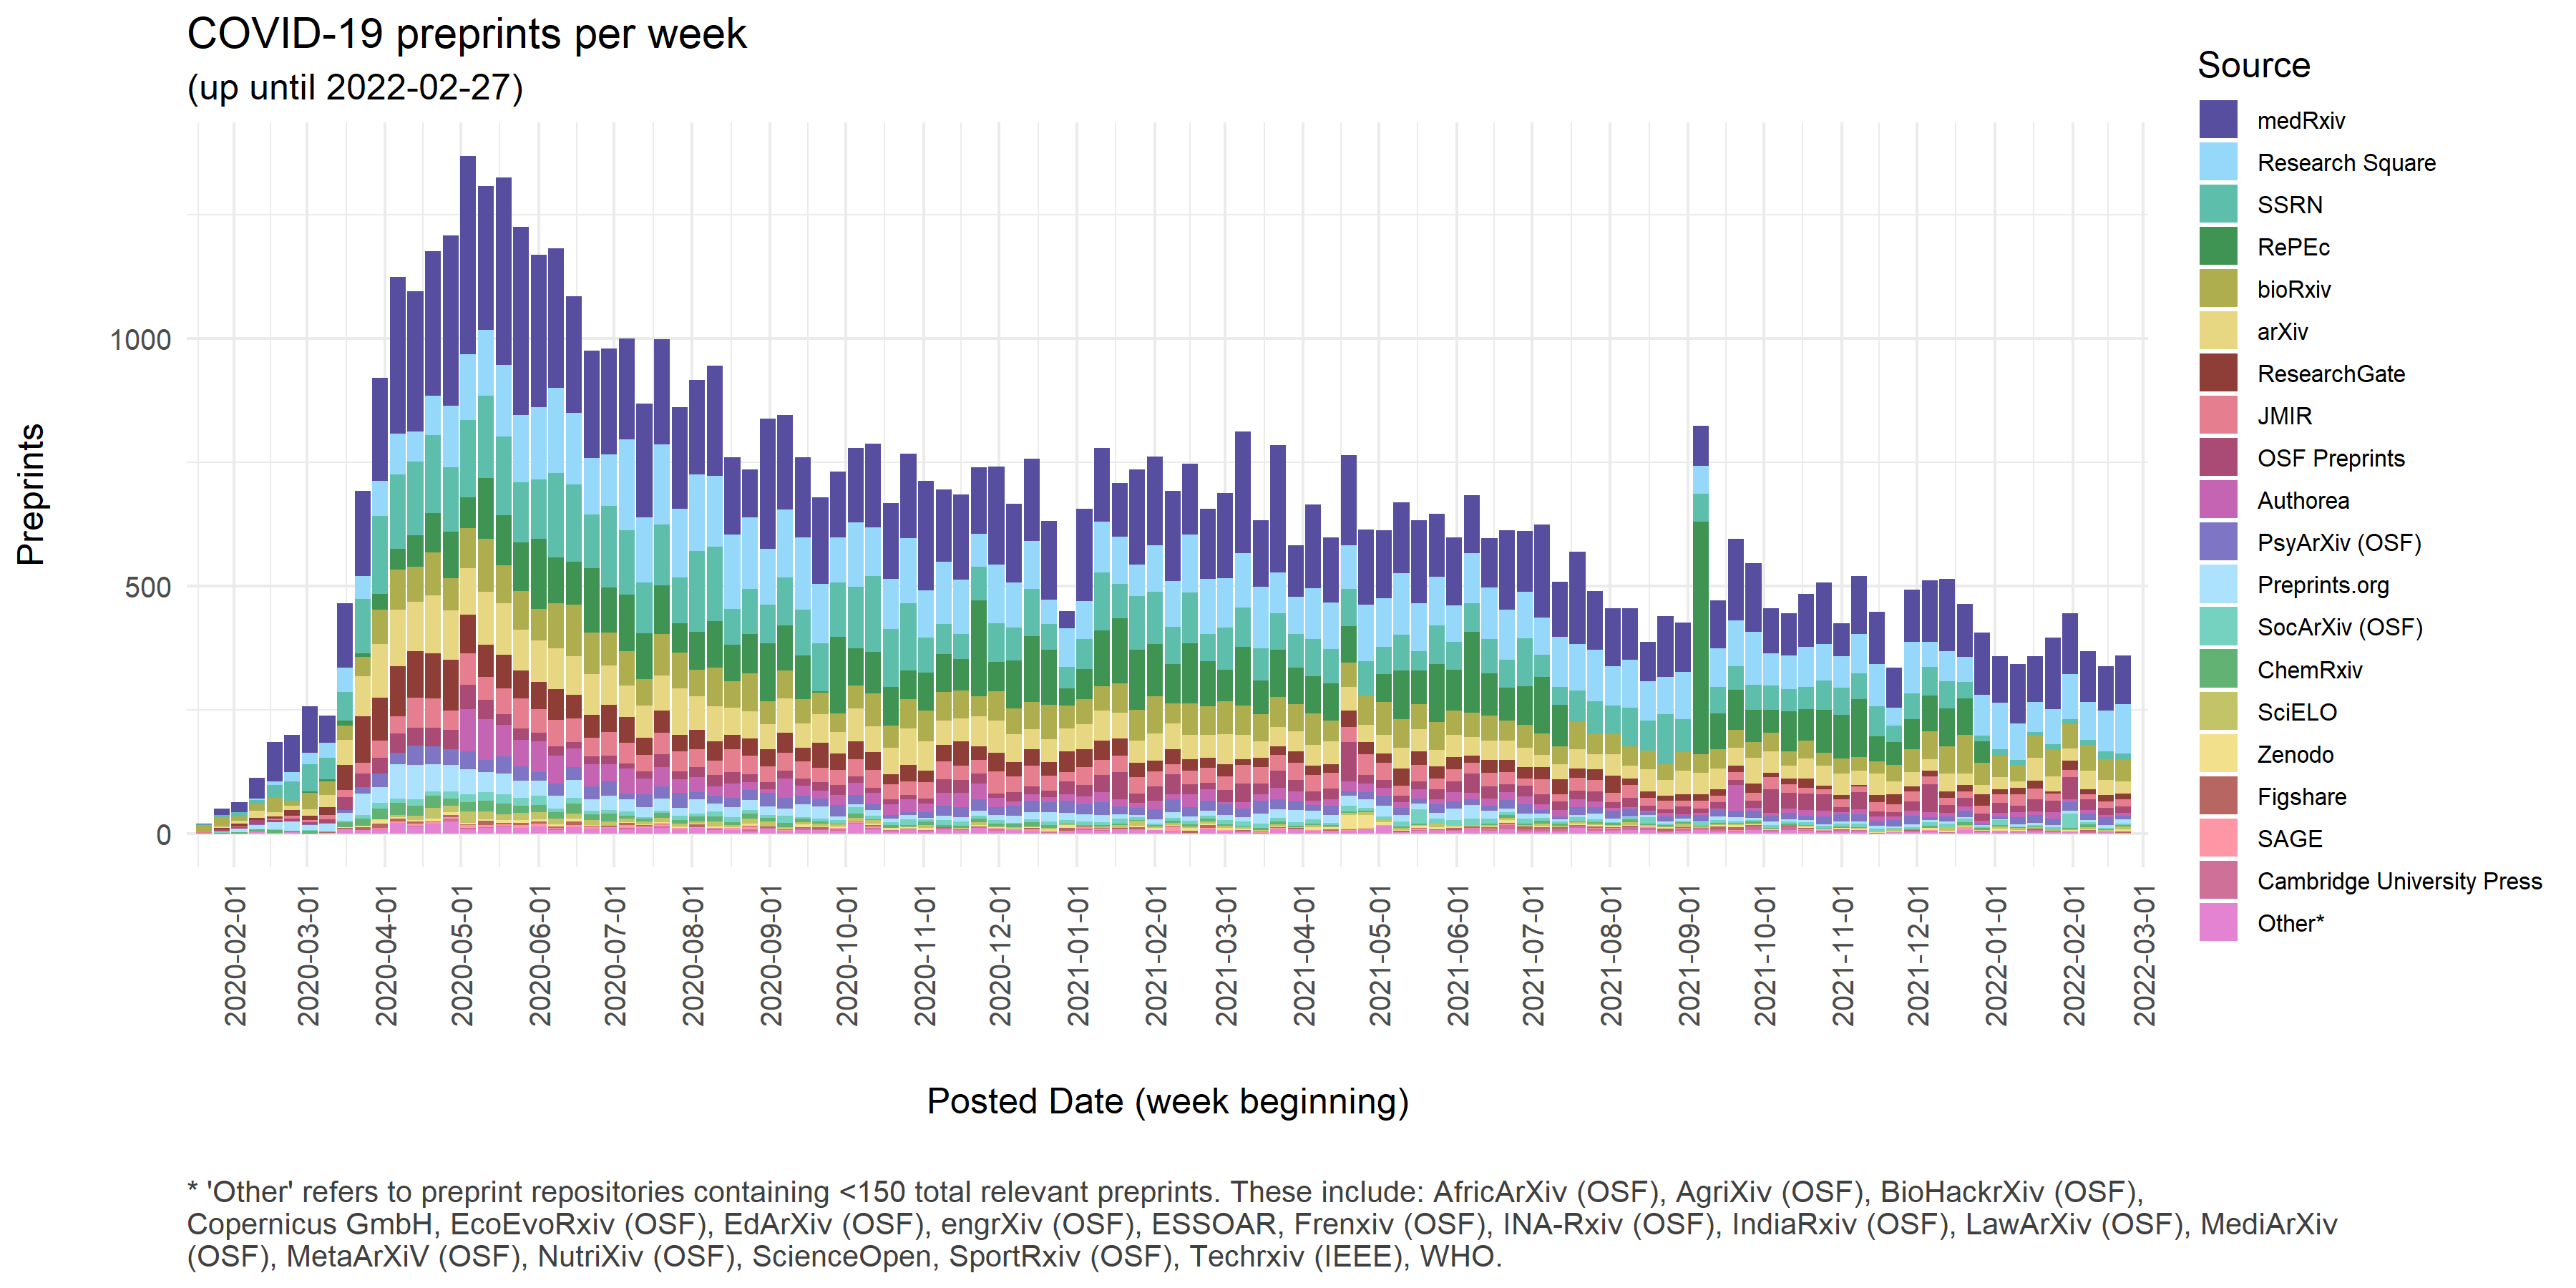 COVID-19 preprints per week
(up until 2022-02-27)
Preprints
1000
500
0
2020-02-01
2020-03-01
2020-04-01
2020-05-01
2020-06-01
2020-07-01
2020-08-01
2020-09-01
2020-10-01
2020-11-01
2020-12-01
2021-01-01
2021-02-01
2021-03-01
2021-04-01
2021-05-01
2021-06-01
2021-07-01
2021-08-01
2021-09-01
2021-10-01
2021-11-01
2021-12-01
2022-01-01
2022-02-01
2022-03-01
Posted Date (week beginning)
Source
medRxiv
Research Square
SSRN
RePEc
bioRxiv
arXiv
ResearchGate
JMIR
OSF Preprints
Authorea
PsyArXiv (OSF)
Preprints.org
SocArXiv (OSF)
ChemRxiv
SciELO
Zenodo
Figshare
SAGE
Cambridge University Press
Other*
* 'Other' refers to preprint repositories containing <150 total relevant preprints. These include: AfricArXiv (OSF), AgriXiv (OSF), BioHackrXiv (OSF),
Copernicus GmbH, EcoEvoRxiv (OSF), EdArXiv (OSF), engrXiv (OSF), ESSOAR, Frenxiv (OSF), INA-Rxiv (OSF), IndiaRxiv (OSF), LawArXiv (OSF), MediArXiv
(OSF), MetaArXiV (OSF), NutriXiv (OSF), ScienceOpen, SportRxiv (OSF), Techrxiv (IEEE), WHO.